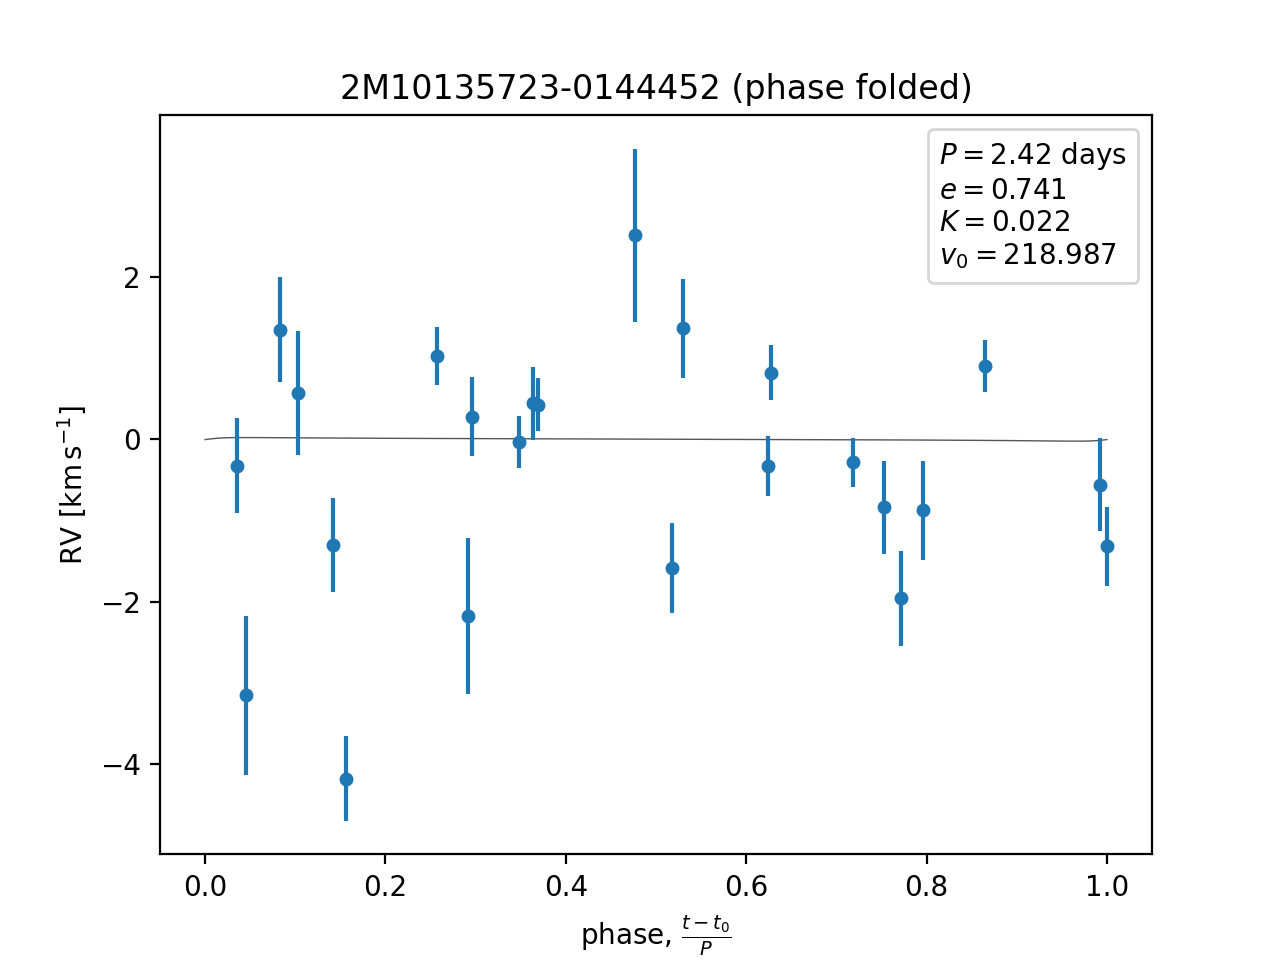 2M10135723-0144452 (phase folded)
P = 2.42 days
e = 0.741
K = 0.022
v₀ = 218.987
RV [km s⁻¹]
2
0
−2
−4
0.0 0.2 0.4 0.6 0.8 1.0
phase, (t − t₀)/P